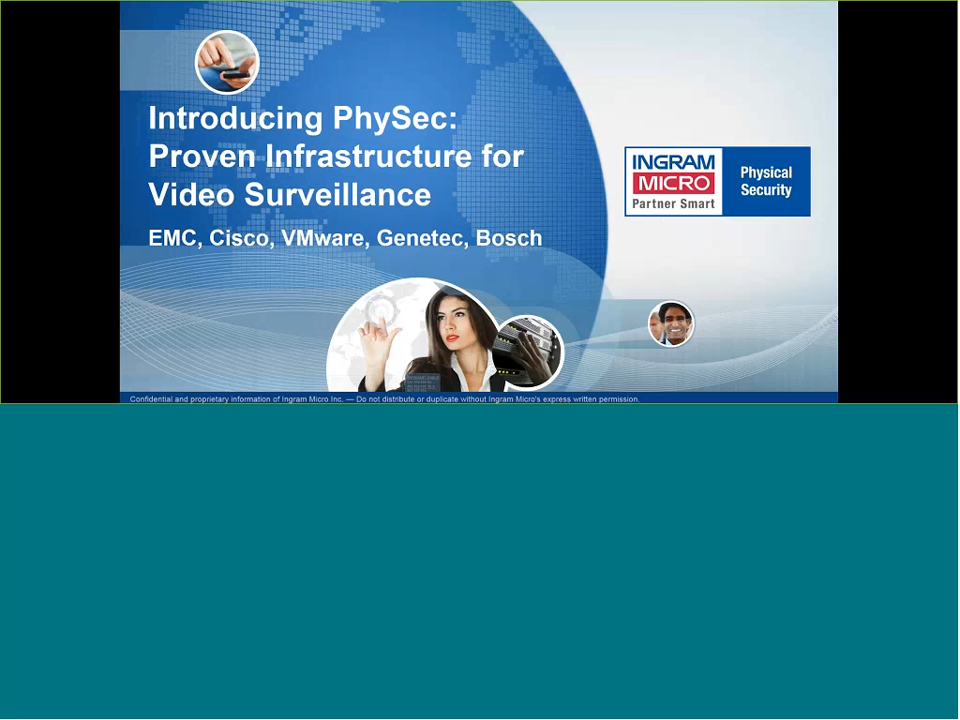 Introducing PhySec:
Proven Infrastructure for
Video Surveillance
EMC, Cisco, VMware, Genetec, Bosch
INGRAM
MICRO
Partner Smart
Physical
Security
Confidential and proprietary information of Ingram Micro Inc. — Do not distribute or duplicate without Ingram Micro's express written permission.